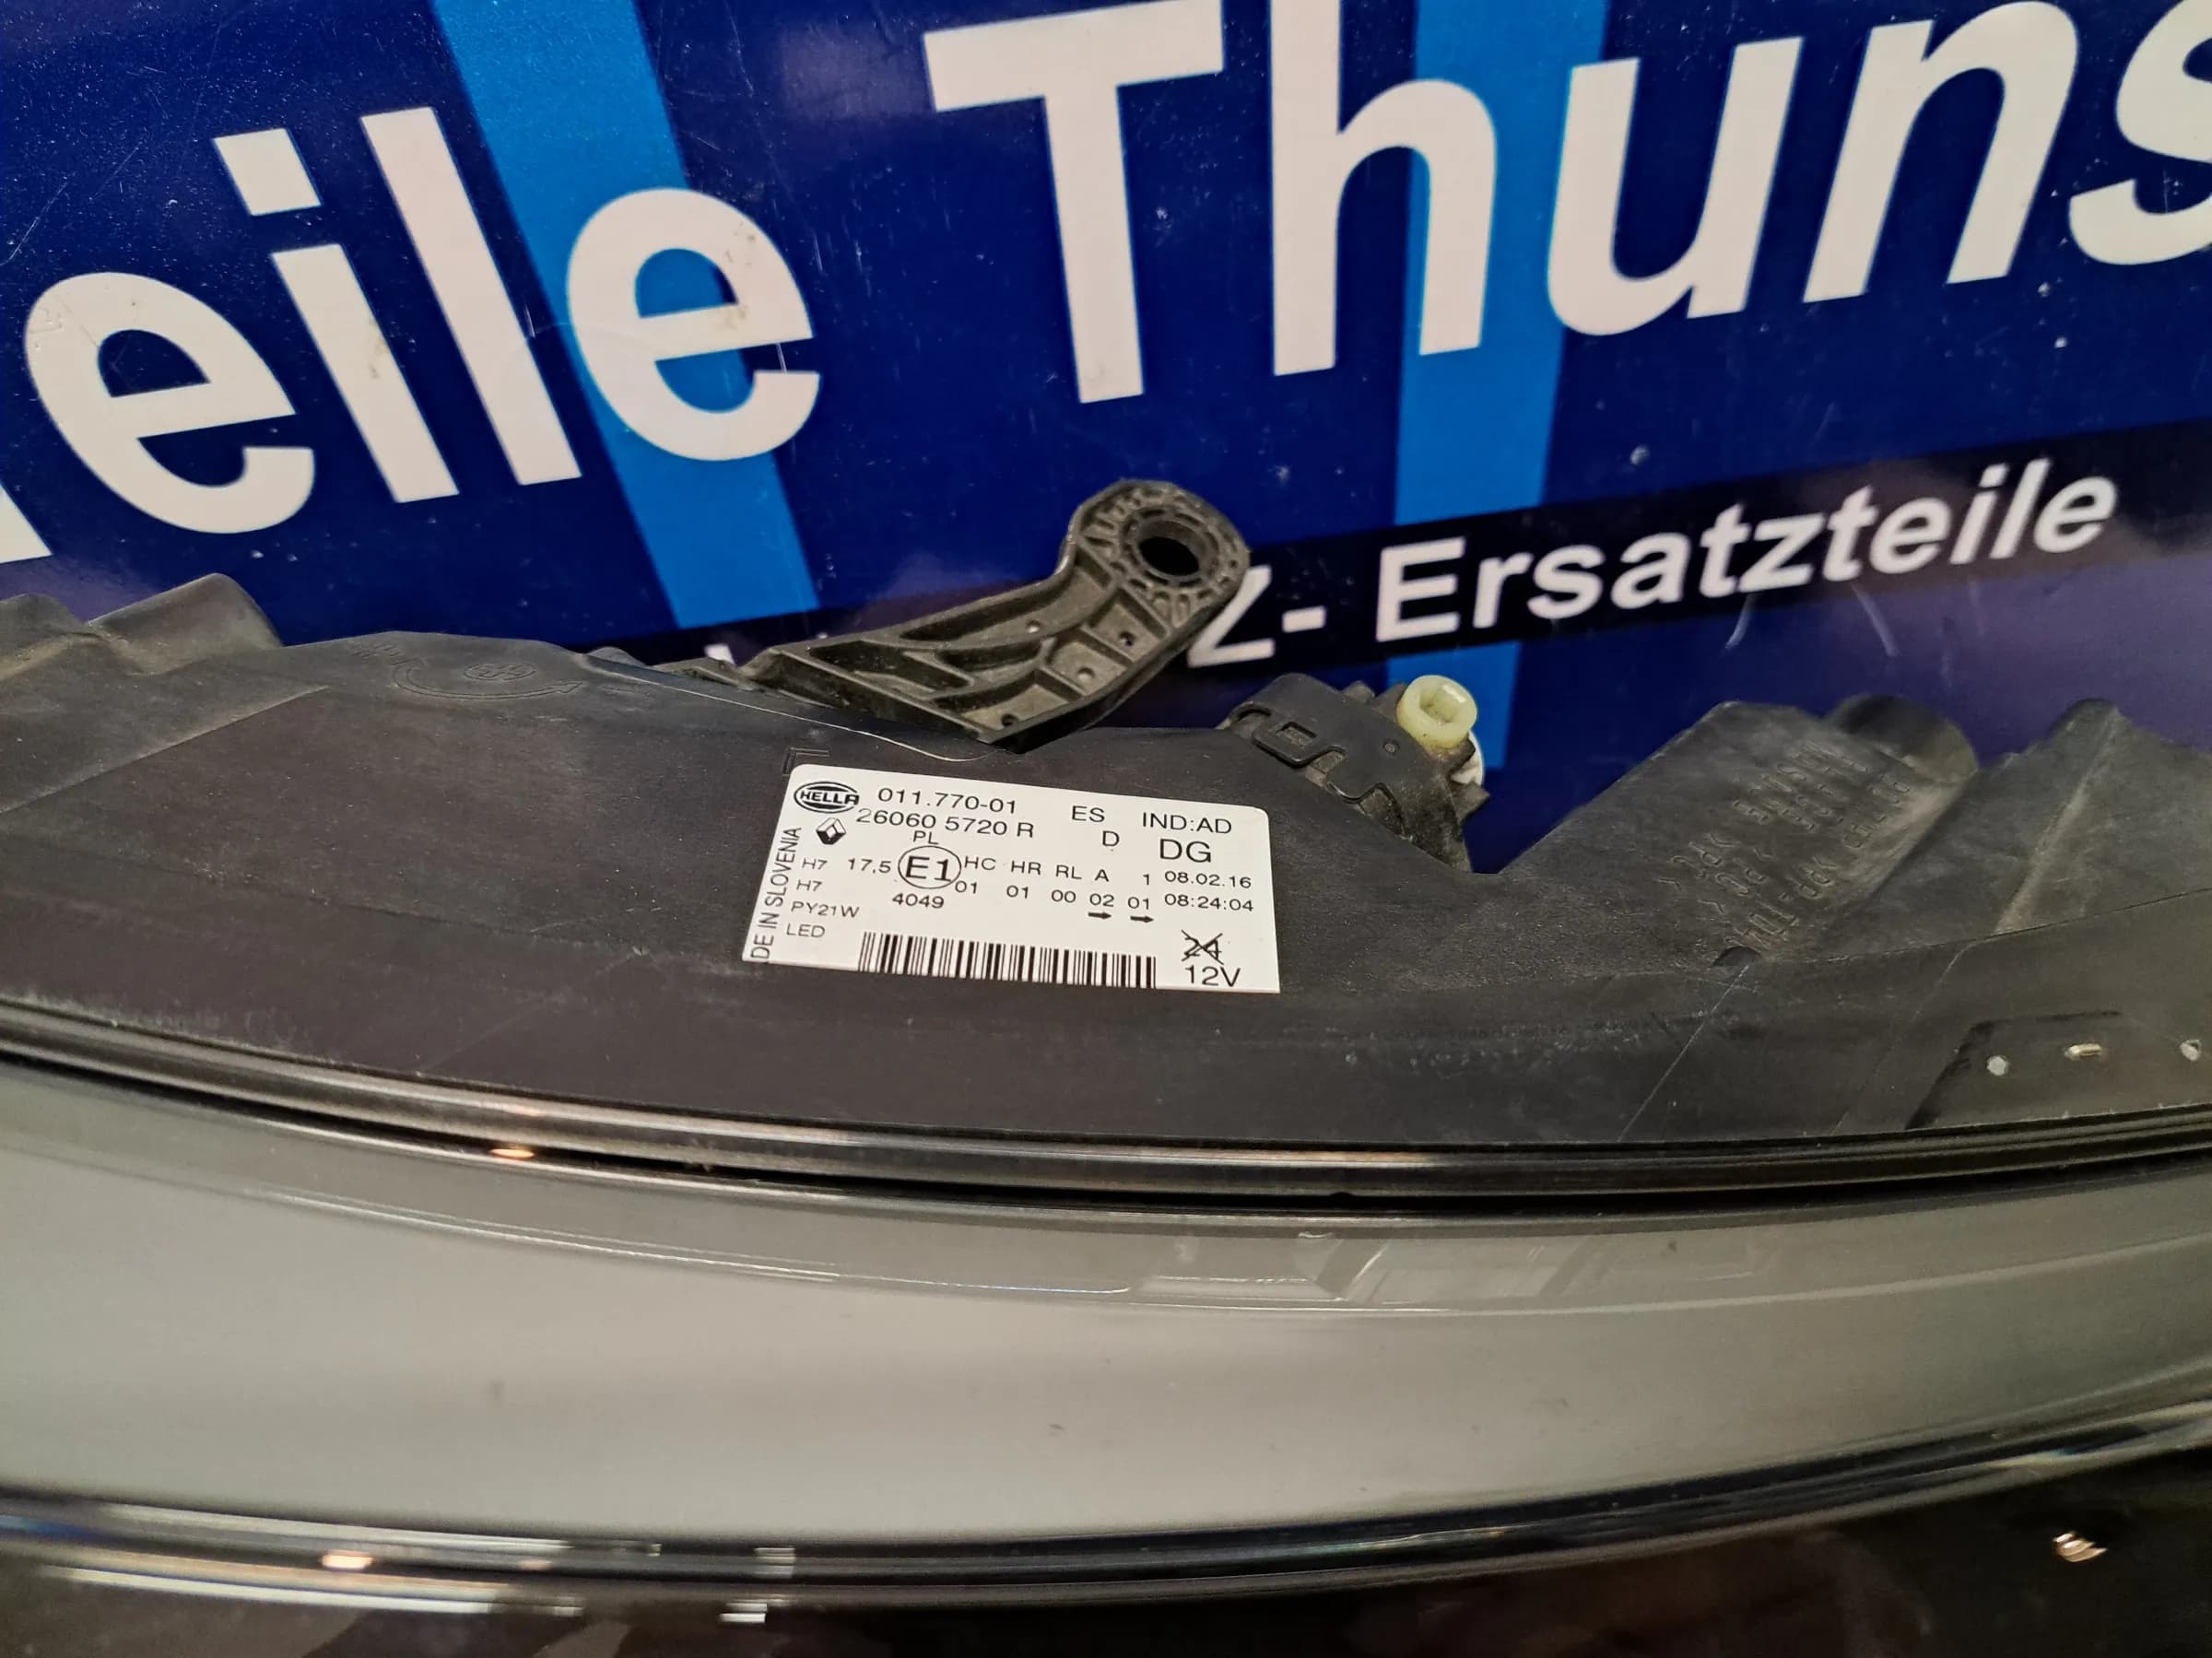 eile Thuns
Z- Ersatzteile
HELLA 011.770-01 ES IND:AD
26060 5720 R D DG
PL
H7 17,5 E1 HC HR RL A 1 08.02.16
H7 01 01 00 02 01 08:24:04
PY21W 4049
LED
24
12V
DE IN SLOVENIA